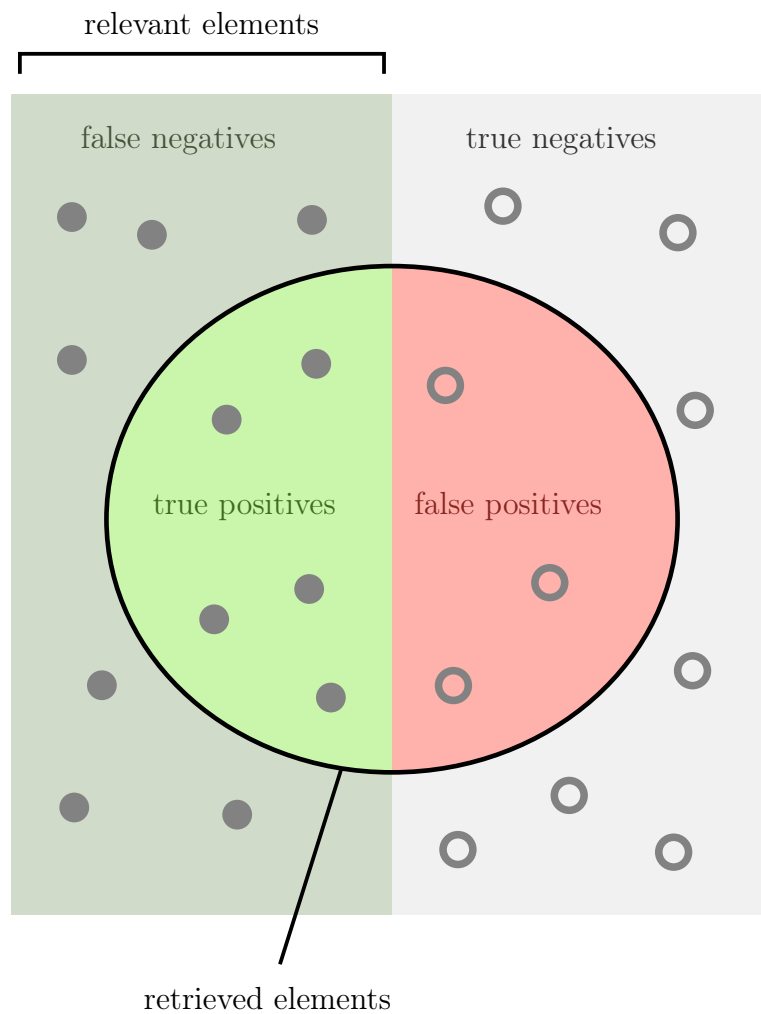 relevant elements
false negatives
true negatives
true positives
false positives
retrieved elements